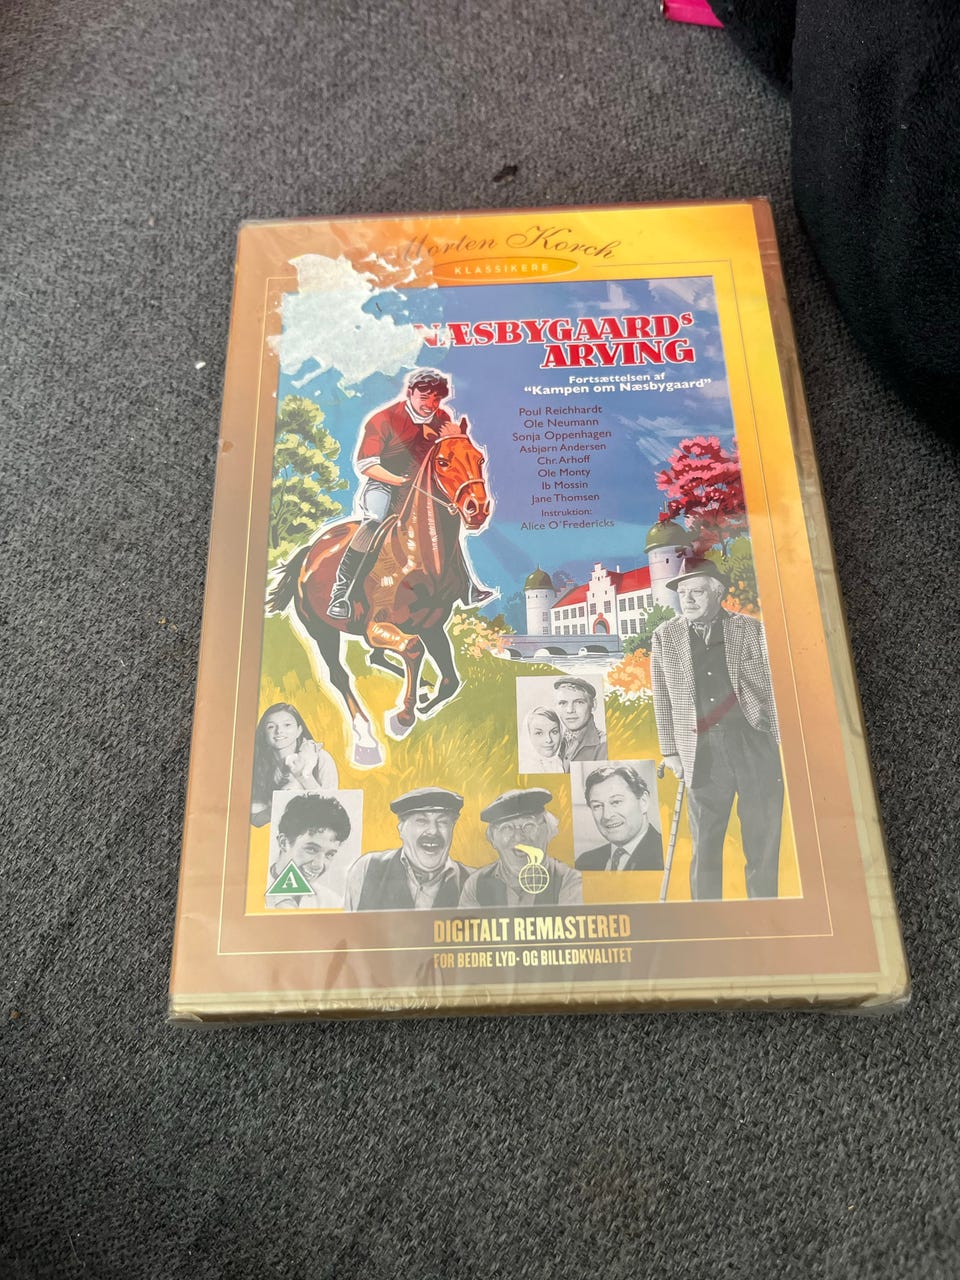 Morten Korch
KLASSIKERE
NÆSBYGAARDs
ARVING
Fortsættelsen af
"Kampen om Næsbygaard"
Poul Reichhardt
Ole Neumann
Sonja Oppenhagen
Asbjørn Andersen
Chr. Arhoff
Ole Monty
Ib Mossin
Jane Thomsen
Instruktion:
Alice O'Fredericks
A
DIGITALT REMASTERED
FOR BEDRE LYD- OG BILLEDKVALITET